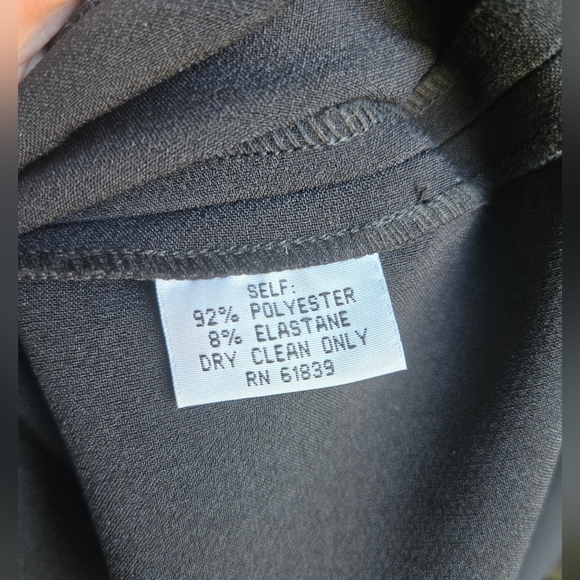 SELF:
92% POLYESTER
8% ELASTANE
DRY CLEAN ONLY
RN 61839